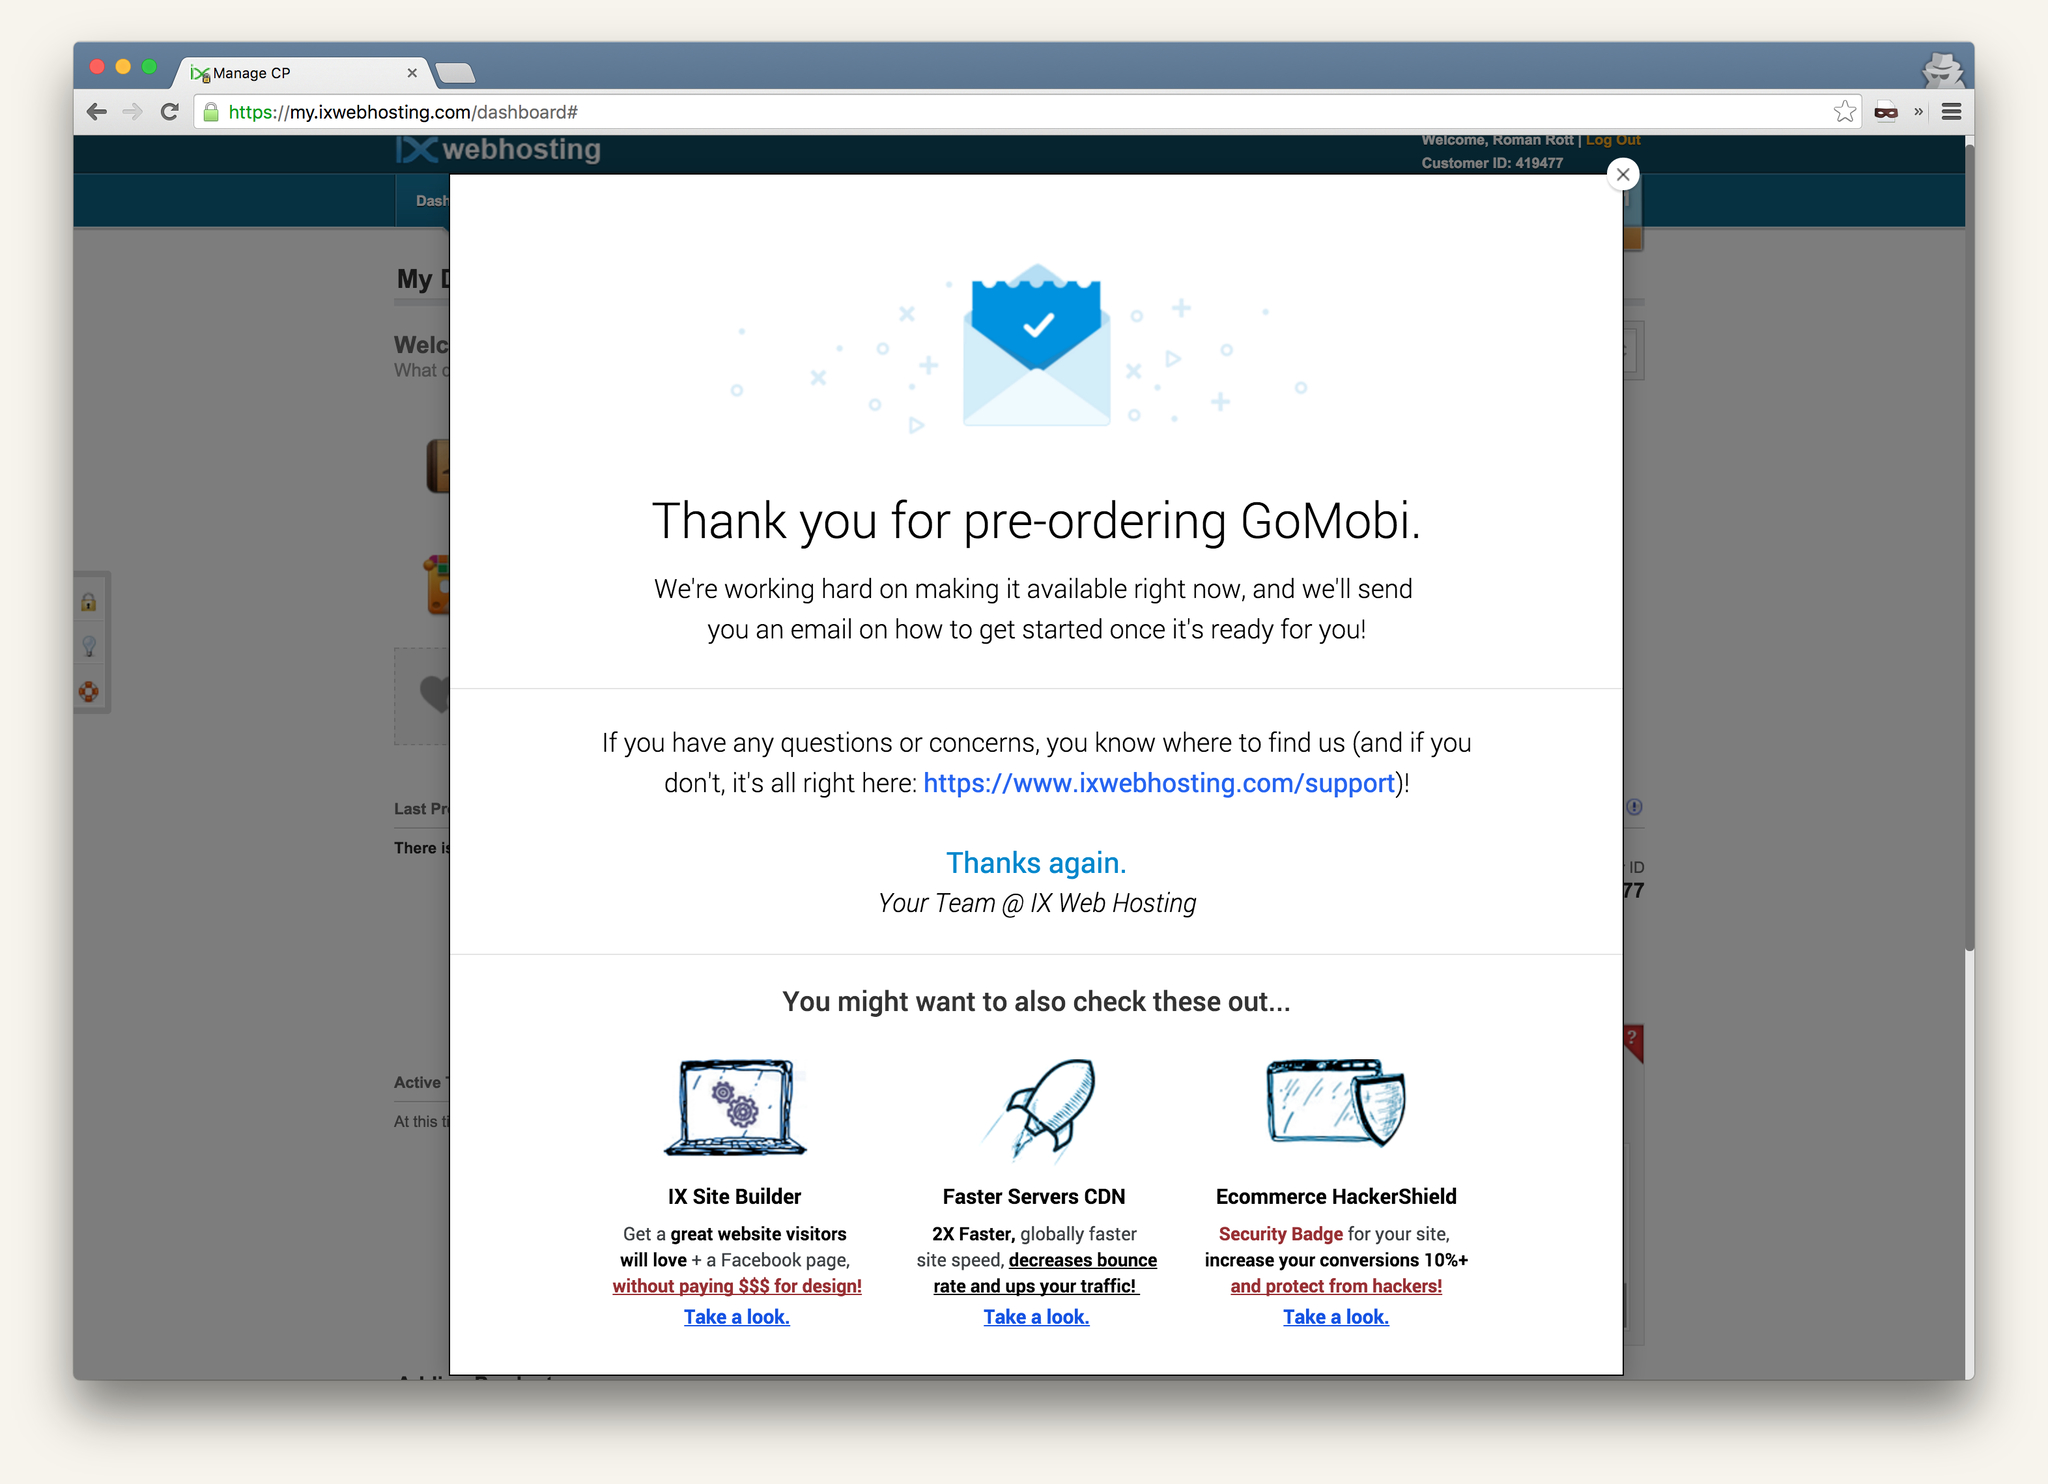 Manage CP
https://my.ixwebhosting.com/dashboard#
IX webhosting
Welcome, Roman Rott | Log Out
Customer ID: 419477
My
What
Thank you for pre-ordering GoMobi.
We're working hard on making it available right now, and we'll send
you an email on how to get started once it's ready for you!
If you have any questions or concerns, you know where to find us (and if you
don't, it's all right here: https://www.ixwebhosting.com/support)!
Last
There is
ID
77
Thanks again.
Your Team @ IX Web Hosting
You might want to also check these out...
Active
At this
?
IX Site Builder
Get a great website visitors
will love + a Facebook page,
without paying $$$ for design!
Take a look.
Faster Servers CDN
2X Faster, globally faster
site speed, decreases bounce
rate and ups your traffic!
Take a look.
Ecommerce HackerShield
Security Badge for your site,
increase your conversions 10%+
and protect from hackers!
Take a look.